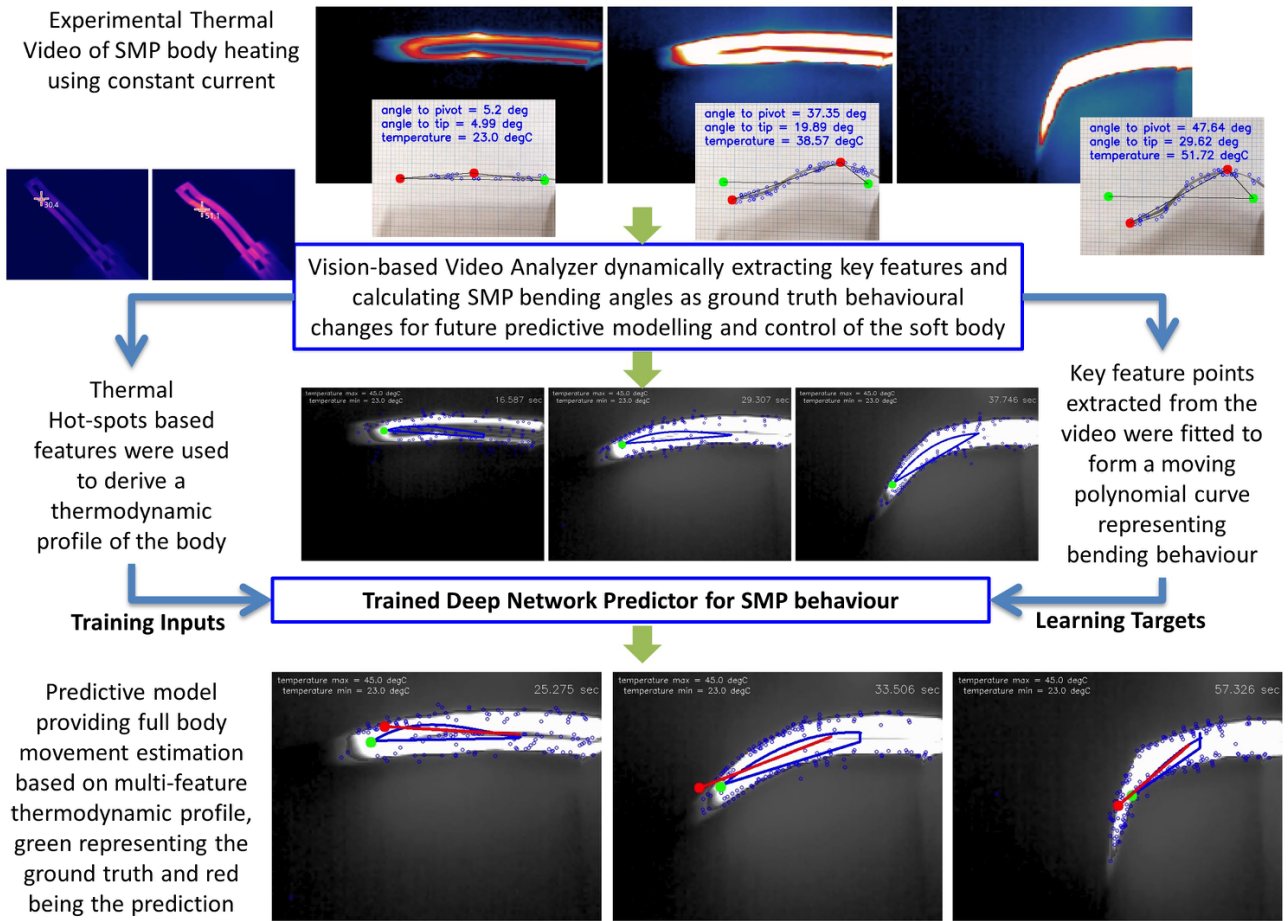 Experimental Thermal
Video of SMP body heating
using constant current
angle to pivot = 5.2 deg
angle to tip = 4.99 deg
temperature = 23.0 degC
angle to pivot = 37.35 deg
angle to tip = 19.89 deg
temperature = 38.57 degC
angle to pivot = 47.64 deg
angle to tip = 29.62 deg
temperature = 51.72 degC
30.4
51.1
Vision-based Video Analyzer dynamically extracting key features and
calculating SMP bending angles as ground truth behavioural
changes for future predictive modelling and control of the soft body
Thermal
Hot-spots based
features were used
to derive a
thermodynamic
profile of the body
temperature max = 45.0 degC
temperature min = 23.0 degC
16.587 sec
temperature max = 45.0 degC
temperature min = 23.0 degC
29.307 sec
temperature max = 45.0 degC
temperature min = 23.0 degC
37.746 sec
Key feature points
extracted from the
video were fitted to
form a moving
polynomial curve
representing
bending behaviour
Training Inputs
Trained Deep Network Predictor for SMP behaviour
Learning Targets
Predictive model
providing full body
movement estimation
based on multi-feature
thermodynamic profile,
green representing the
ground truth and red
being the prediction
temperature max = 45.0 degC
temperature min = 23.0 degC
25.275 sec
temperature max = 45.0 degC
temperature min = 23.0 degC
33.506 sec
temperature max = 45.0 degC
temperature min = 23.0 degC
57.326 sec